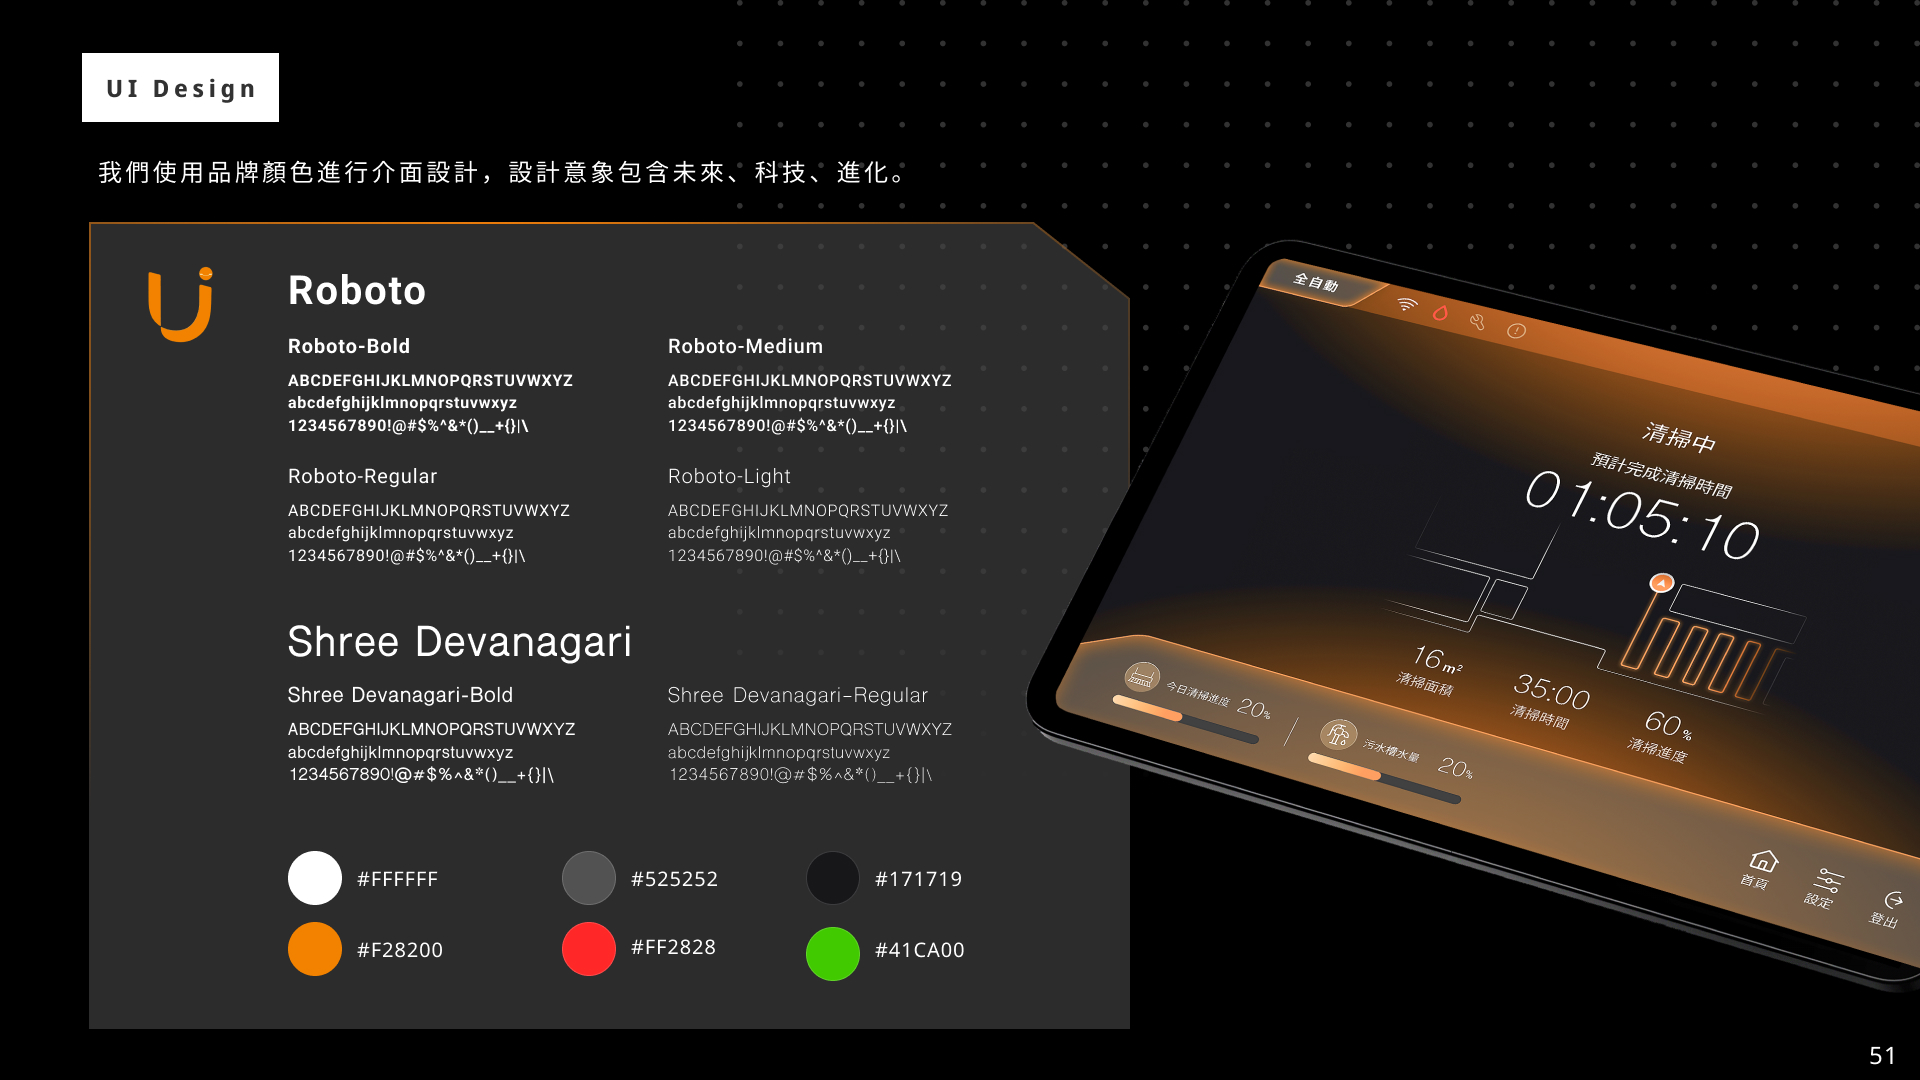 UI Design
我們使用品牌顏色進行介面設計，設計意象包含未來、科技、進化。
Roboto
Roboto-Bold
ABCDEFGHIJKLMNOPQRSTUVWXYZ
abcdefghijklmnopqrstuvwxyz
1234567890!@#$%^&*()__+{}|\
Roboto-Medium
ABCDEFGHIJKLMNOPQRSTUVWXYZ
abcdefghijklmnopqrstuvwxyz
1234567890!@#$%^&*()__+{}|\
Roboto-Regular
ABCDEFGHIJKLMNOPQRSTUVWXYZ
abcdefghijklmnopqrstuvwxyz
1234567890!@#$%^&*()__+{}|\
Roboto-Light
ABCDEFGHIJKLMNOPQRSTUVWXYZ
abcdefghijklmnopqrstuvwxyz
1234567890!@#$%^&*()__+{}|\
Shree Devanagari
Shree Devanagari-Bold
ABCDEFGHIJKLMNOPQRSTUVWXYZ
abcdefghijklmnopqrstuvwxyz
1234567890!@#$%^&*()__+{}|\
Shree Devanagari-Regular
ABCDEFGHIJKLMNOPQRSTUVWXYZ
abcdefghijklmnopqrstuvwxyz
1234567890!@#$%^&*()__+{}|\
#FFFFFF
#525252
#171719
#F28200
#FF2828
#41CA00
全自動
清掃中
預計完成清掃時間
01:05:10
16m²
清掃面積
35:00
清掃時間
60%
清掃進度
今日清掃進度 20%
污水槽水量 20%
首頁
設定
登出
51